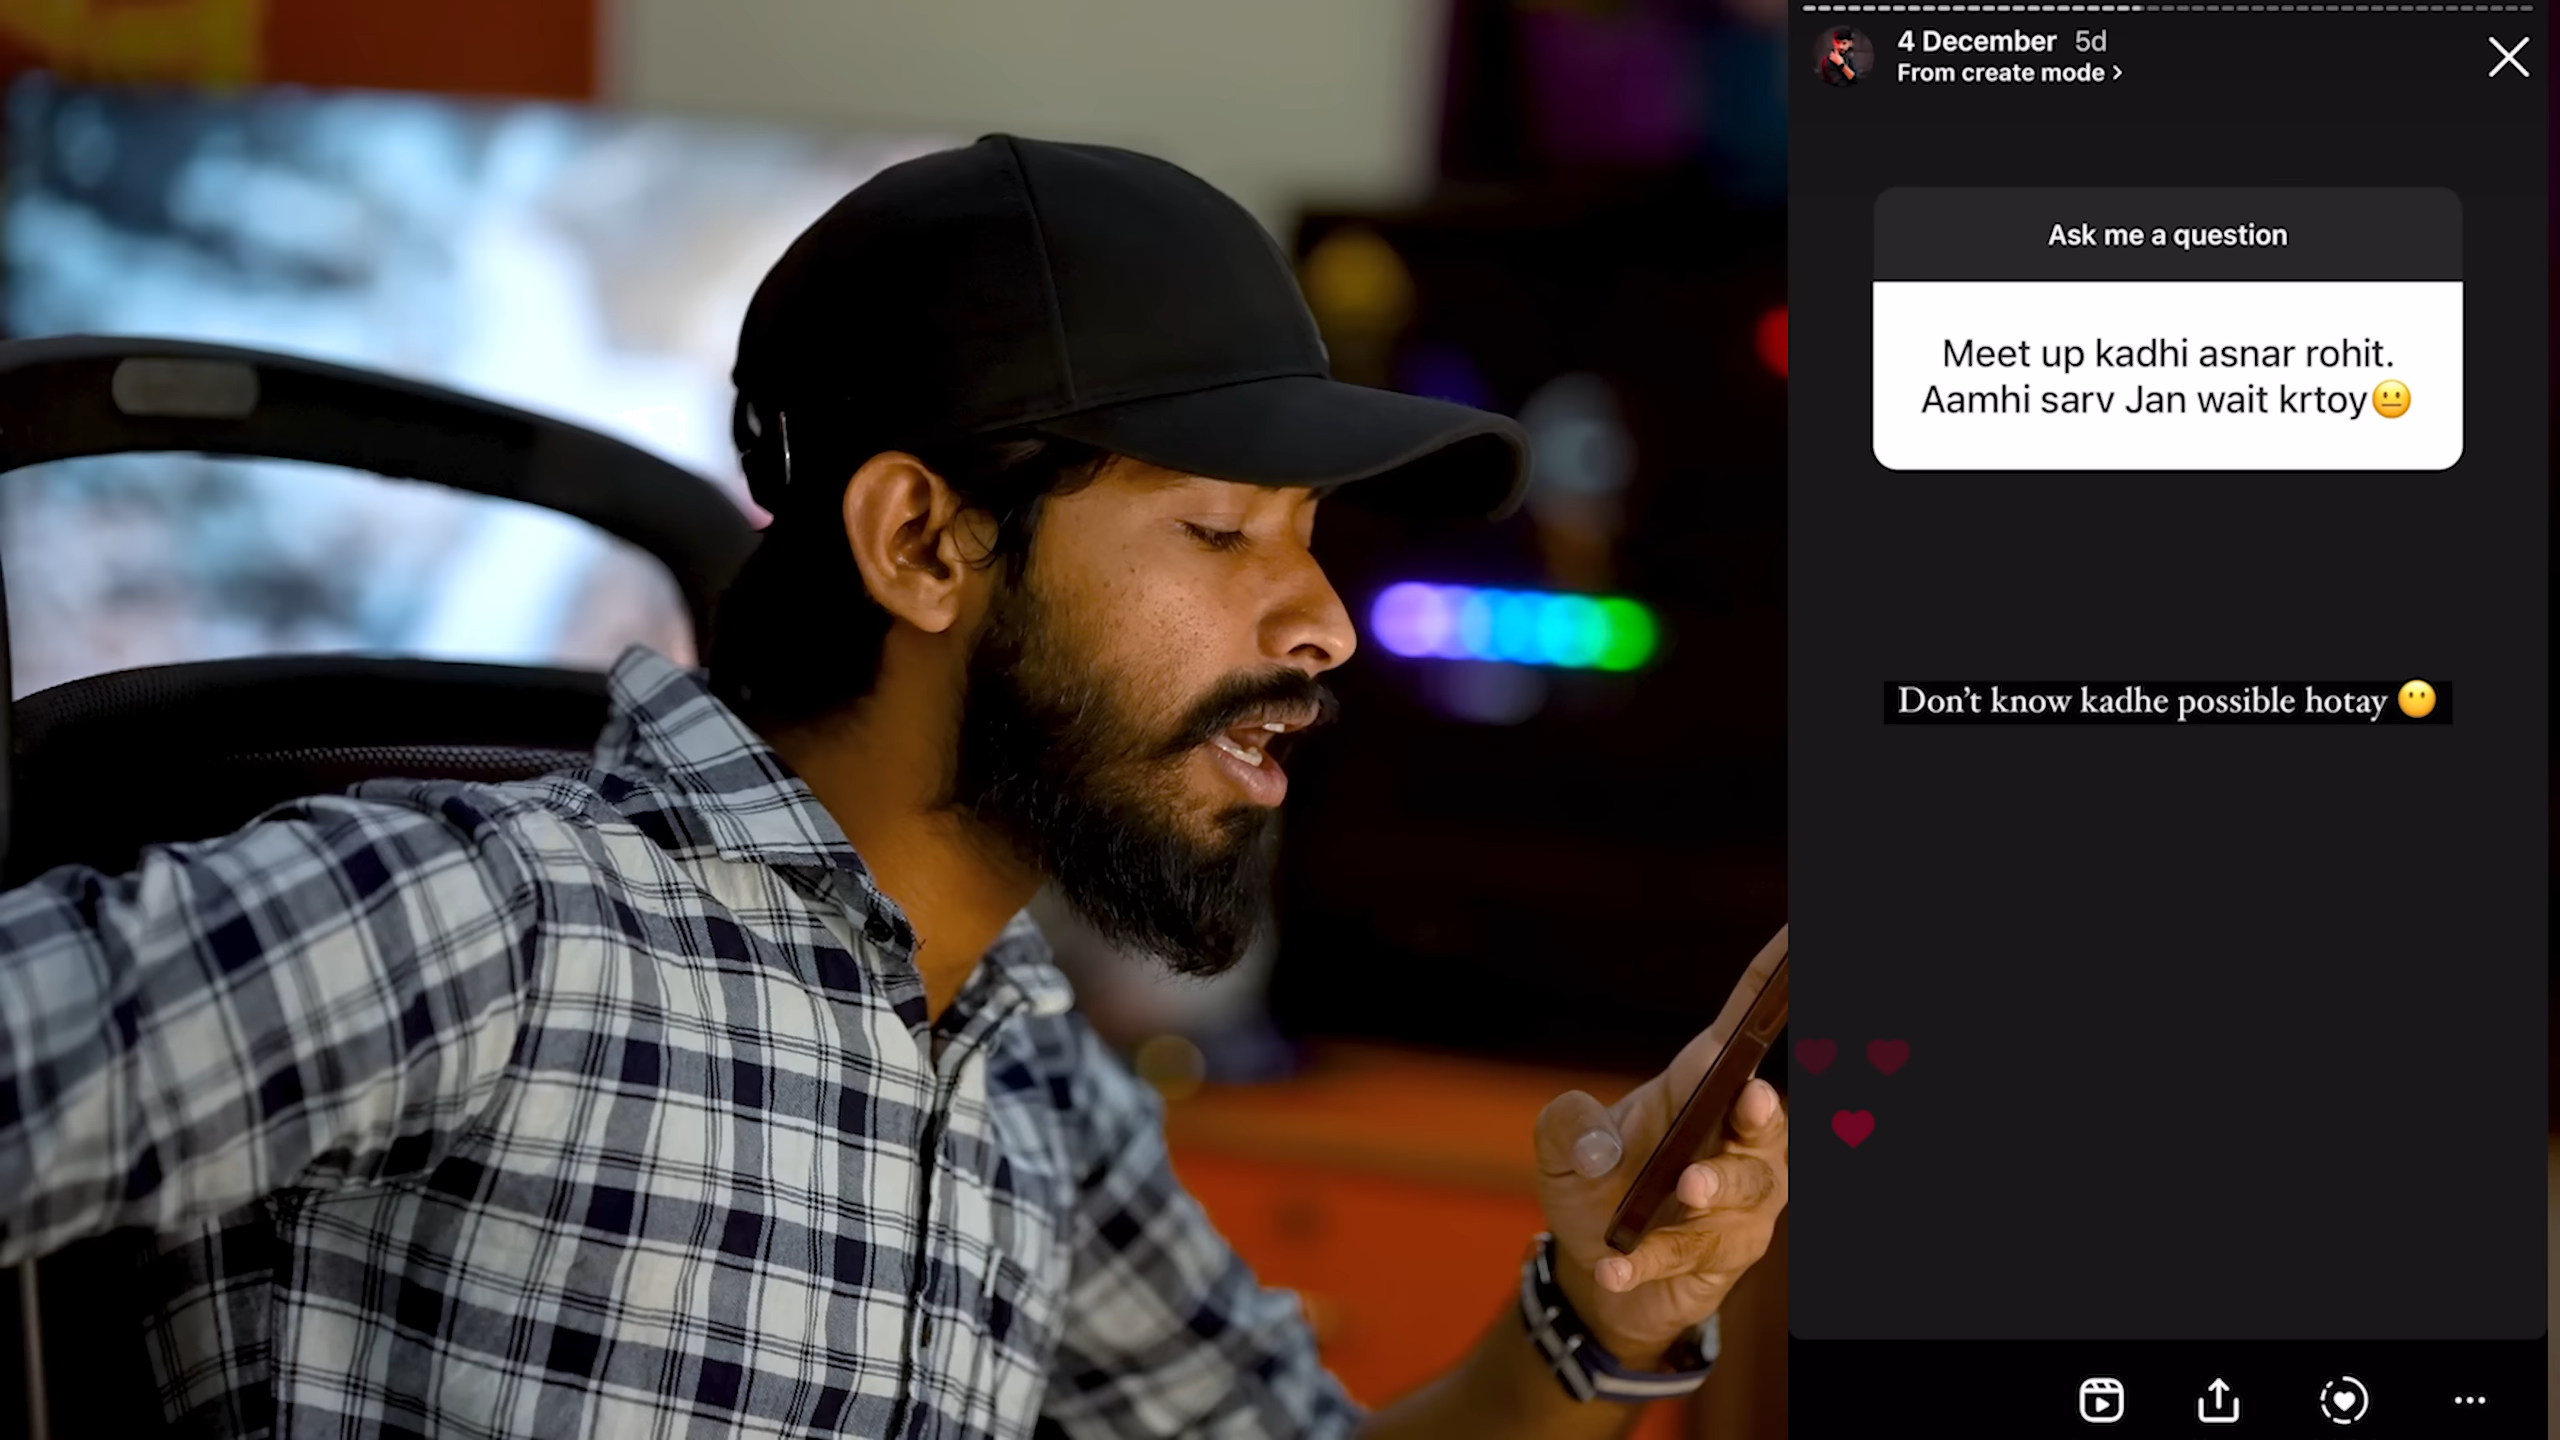 4 December 5d
From create mode >
Ask me a question
Meet up kadhi asnar rohit.
Aamhi sarv Jan wait krtoy😐
Don't know kadhe possible hotay 😶